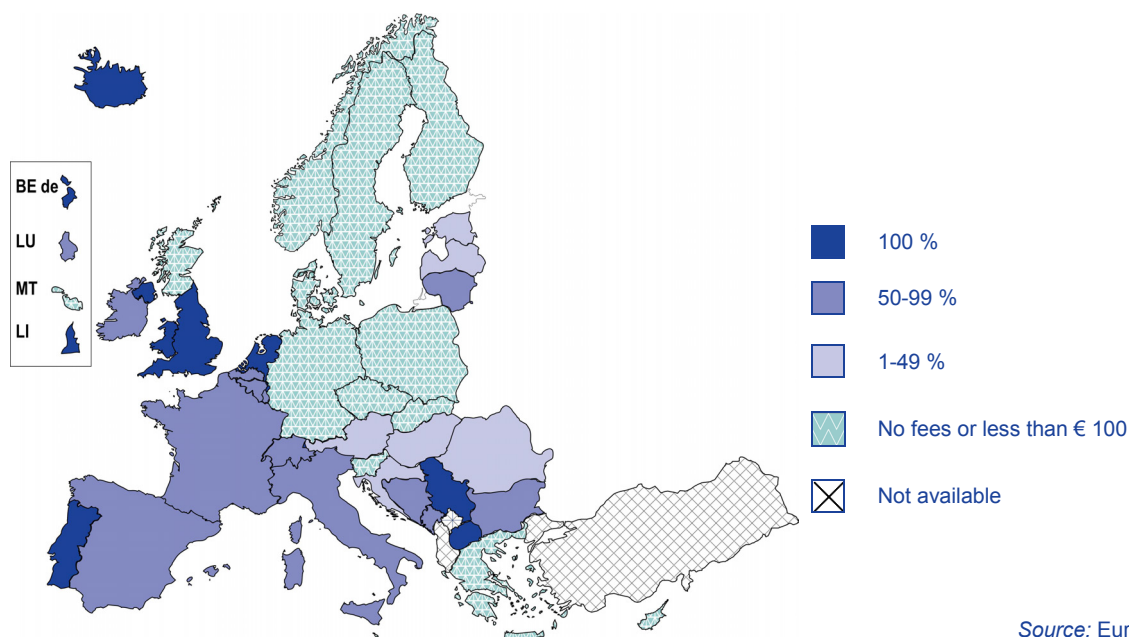 BE de
LU
MT
LI
100 %
50-99 %
1-49 %
No fees or less than € 100
Not available
Source: Eur